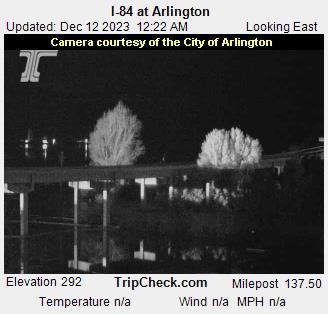 I-84 at Arlington
Updated: Dec 12 2023 12:22 AM Looking East
Camera courtesy of the City of Arlington
Elevation 292 TripCheck.com Milepost 137.50
Temperature n/a Wind n/a MPH n/a